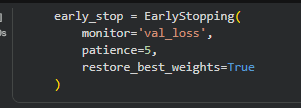 early_stop = EarlyStopping(
    monitor='val_loss',
    patience=5,
    restore_best_weights=True
)